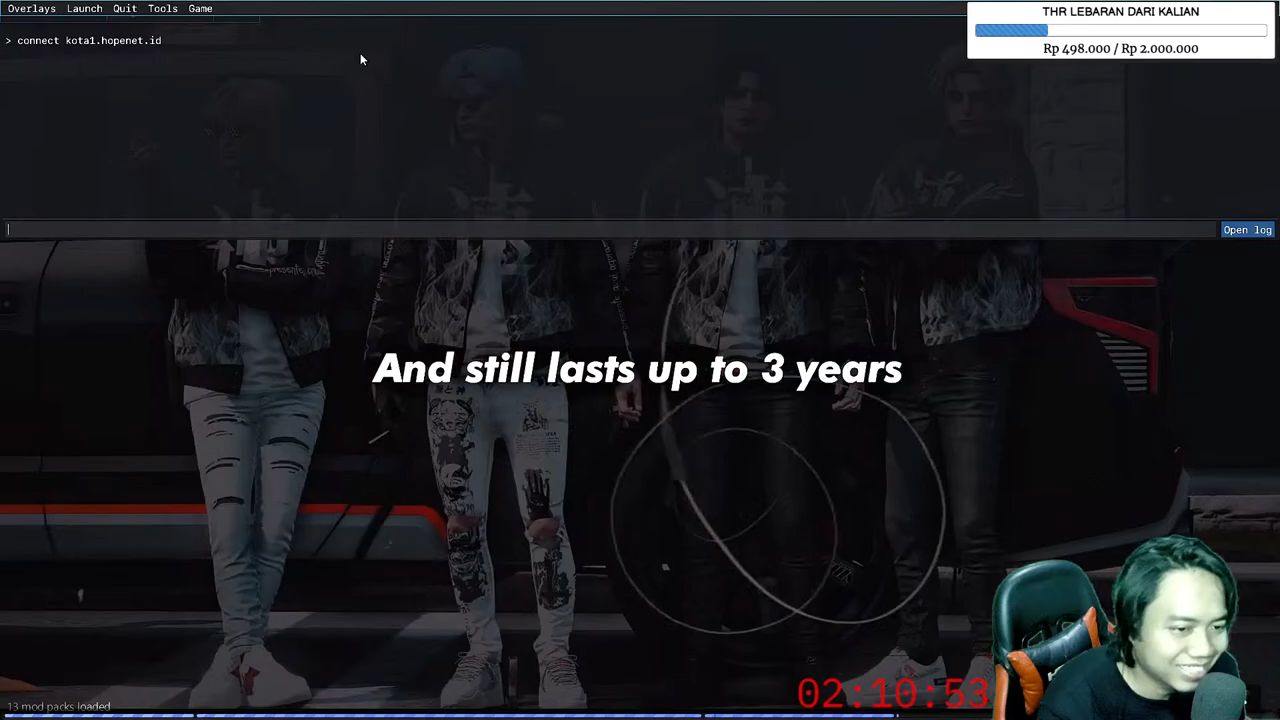 Overlays Launch Quit Tools Game
THR LEBARAN DARI KALIAN
Rp 498.000 / Rp 2.000.000
> connect kota1.hopenet.id
Open log
And still lasts up to 3 years
02:10:53
13 mod packs loaded